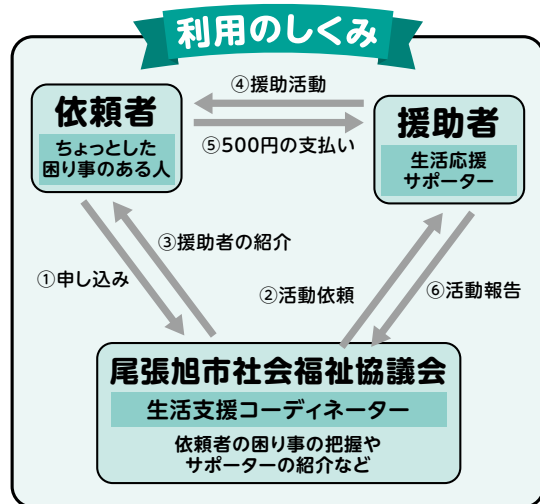 利用のしくみ
④援助活動
依頼者
ちょっとした
困り事のある人
⑤500円の支払い
援助者
生活応援
サポーター
③援助者の紹介
①申し込み
②活動依頼
⑥活動報告
尾張旭市社会福祉協議会
生活支援コーディネーター
依頼者の困り事の把握や
サポーターの紹介など